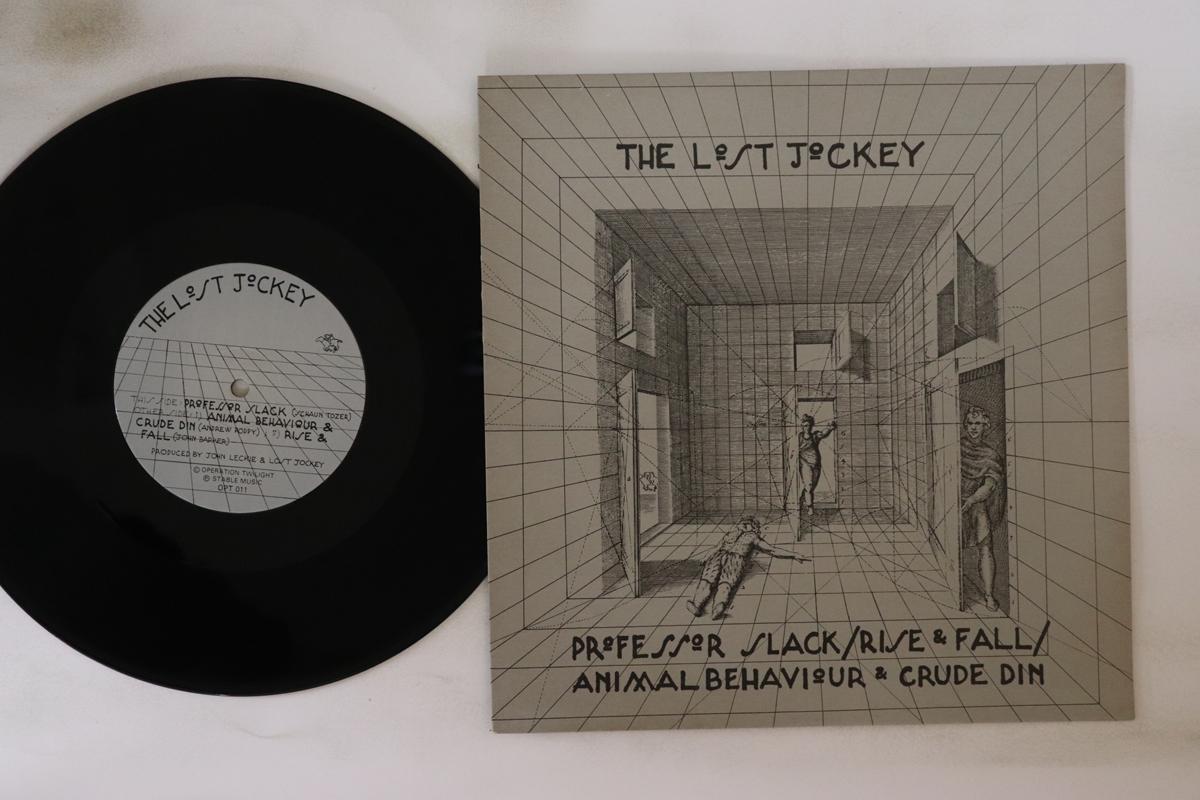 THE LOST JOCKEY
THIS SIDE: PROFESSOR SLACK (SCHAUN TOZER)
OTHER SIDE: 1) ANIMAL BEHAVIOUR &
CRUDE DIN (ANDREW POPPY) ; 2) RISE &
FALL (JOHN BARKER)
PRODUCED BY JOHN LECKIE & LOST JOCKEY
© OPERATION TWILIGHT
℗ STABLE MUSIC
OPT 011
THE LOST JOCKEY
PROFESSOR SLACK/RISE & FALL/
ANIMAL BEHAVIOUR & CRUDE DIN